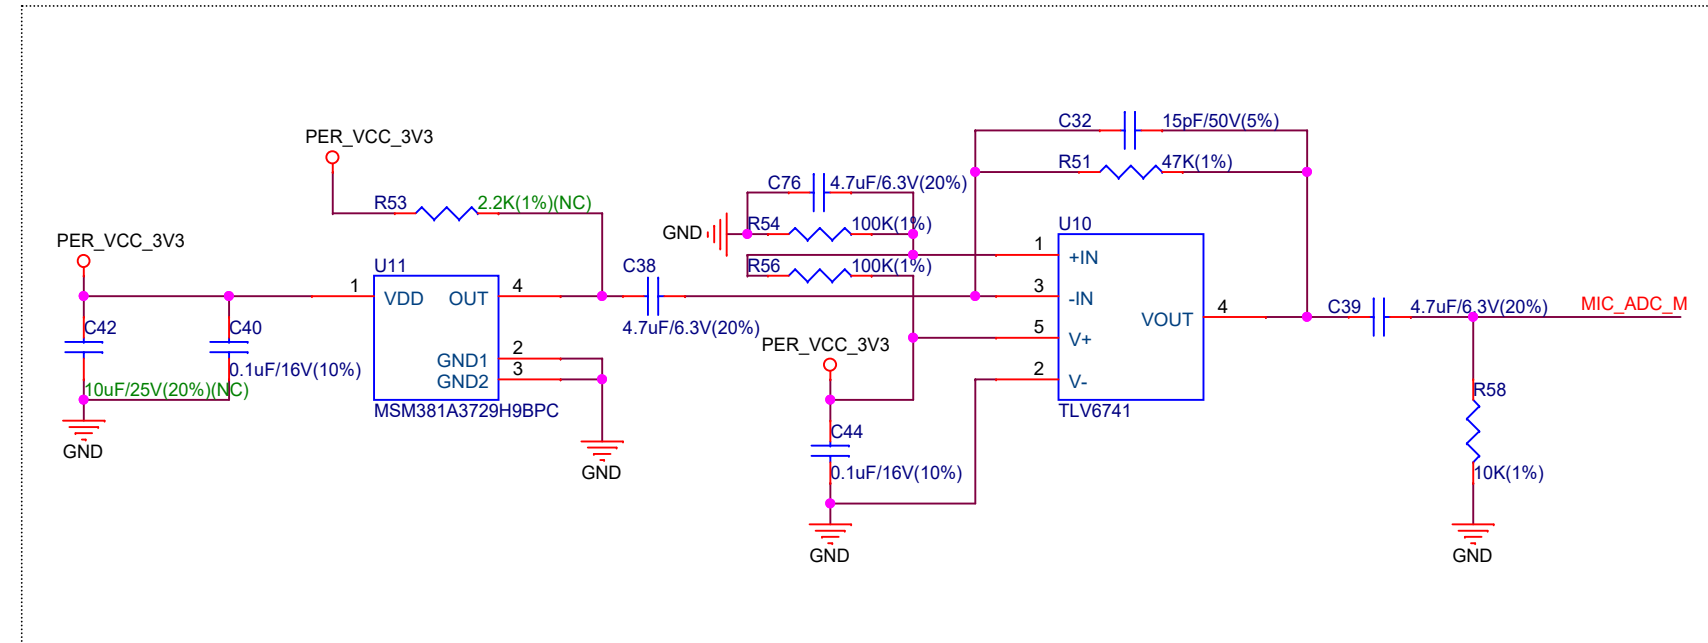 C32
15pF/50V(5%)
PER_VCC_3V3
R51
47K(1%)
C76
4.7uF/6.3V(20%)
R53
2.2K(1%)(NC)
GND
R54
100K(1%)
U10
PER_VCC_3V3
1
+IN
U11
C38
R56
100K(1%)
1
VDD
OUT
4
3
-IN
4
VOUT
C39
4.7uF/6.3V(20%)
MIC_ADC_M
C42
C40
4.7uF/6.3V(20%)
5
V+
PER_VCC_3V3
GND1
2
0.1uF/16V(10%)
GND2
3
2
V-
10uF/25V(20%)(NC)
R58
MSM381A3729H9BPC
TLV6741
C44
GND
GND
0.1uF/16V(10%)
10K(1%)
GND
GND